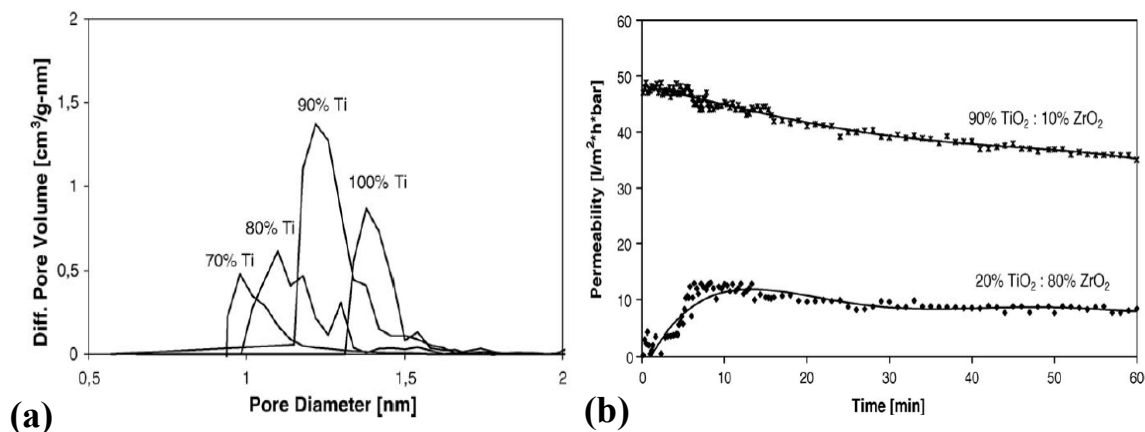 Diff. Pore Volume [cm³/g-nm]
2
1,5
1
0,5
0
90% Ti
100% Ti
80% Ti
70% Ti
0,5
1
1,5
2
Pore Diameter [nm]
(a)
Permeability [l/m²*h*bar]
60
50
40
30
20
10
0
90% TiO₂ : 10% ZrO₂
20% TiO₂ : 80% ZrO₂
0
10
20
30
40
50
60
Time [min]
(b)